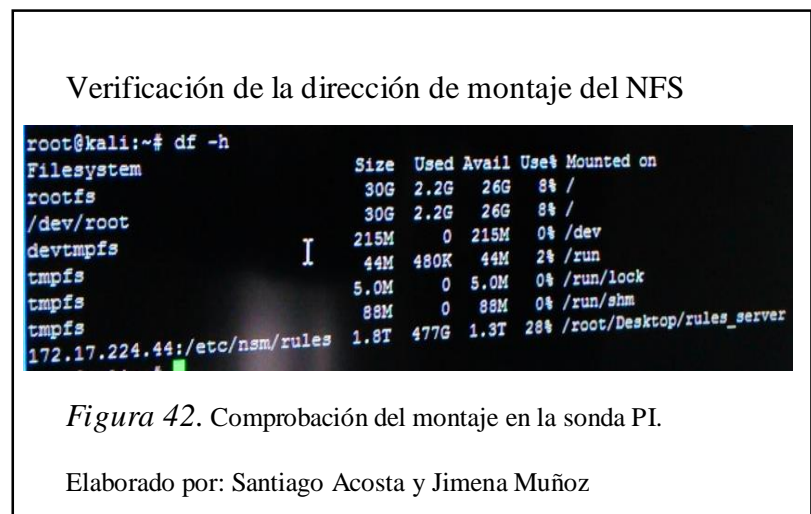 Verificación de la dirección de montaje del NFS
root@kali:~# df -h
Filesystem Size Used Avail Use% Mounted on
rootfs 30G 2.2G 26G 8% /
/dev/root 30G 2.2G 26G 8% /
devtmpfs 215M 0 215M 0% /dev
tmpfs 44M 480K 44M 2% /run
tmpfs 5.0M 0 5.0M 0% /run/lock
tmpfs 88M 0 88M 0% /run/shm
172.17.224.44:/etc/nsm/rules 1.8T 477G 1.3T 28% /root/Desktop/rules_server
Figura 42. Comprobación del montaje en la sonda PI.
Elaborado por: Santiago Acosta y Jimena Muñoz